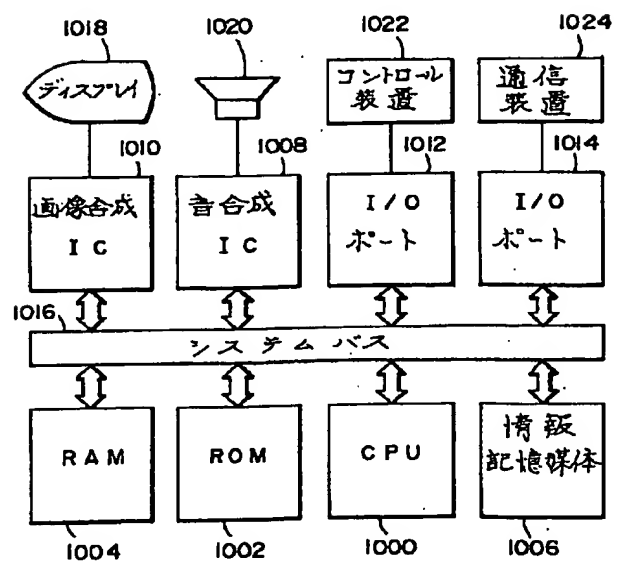 1018
1020
1022
1024
ディスプレイ
コントロール
装置
通信
装置
1010
1008
1012
1014
画像合成
IC
音合成
IC
I/O
ポート
I/O
ポート
1016
システムバス
RAM
ROM
CPU
情報
記憶媒体
1004
1002
1000
1006